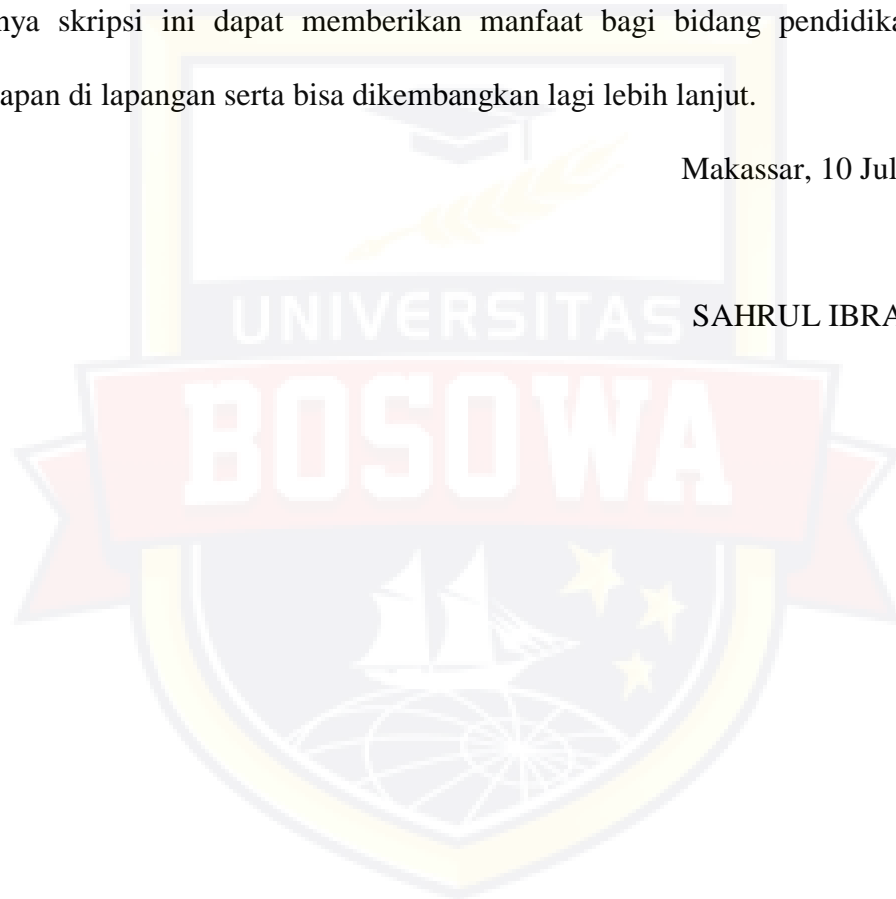 nya skripsi ini dapat memberikan manfaat bagi bidang pendidika
apan di lapangan serta bisa dikembangkan lagi lebih lanjut.
Makassar, 10 Jul
SAHRUL IBRA
UNIVERSITAS
BOSOWA